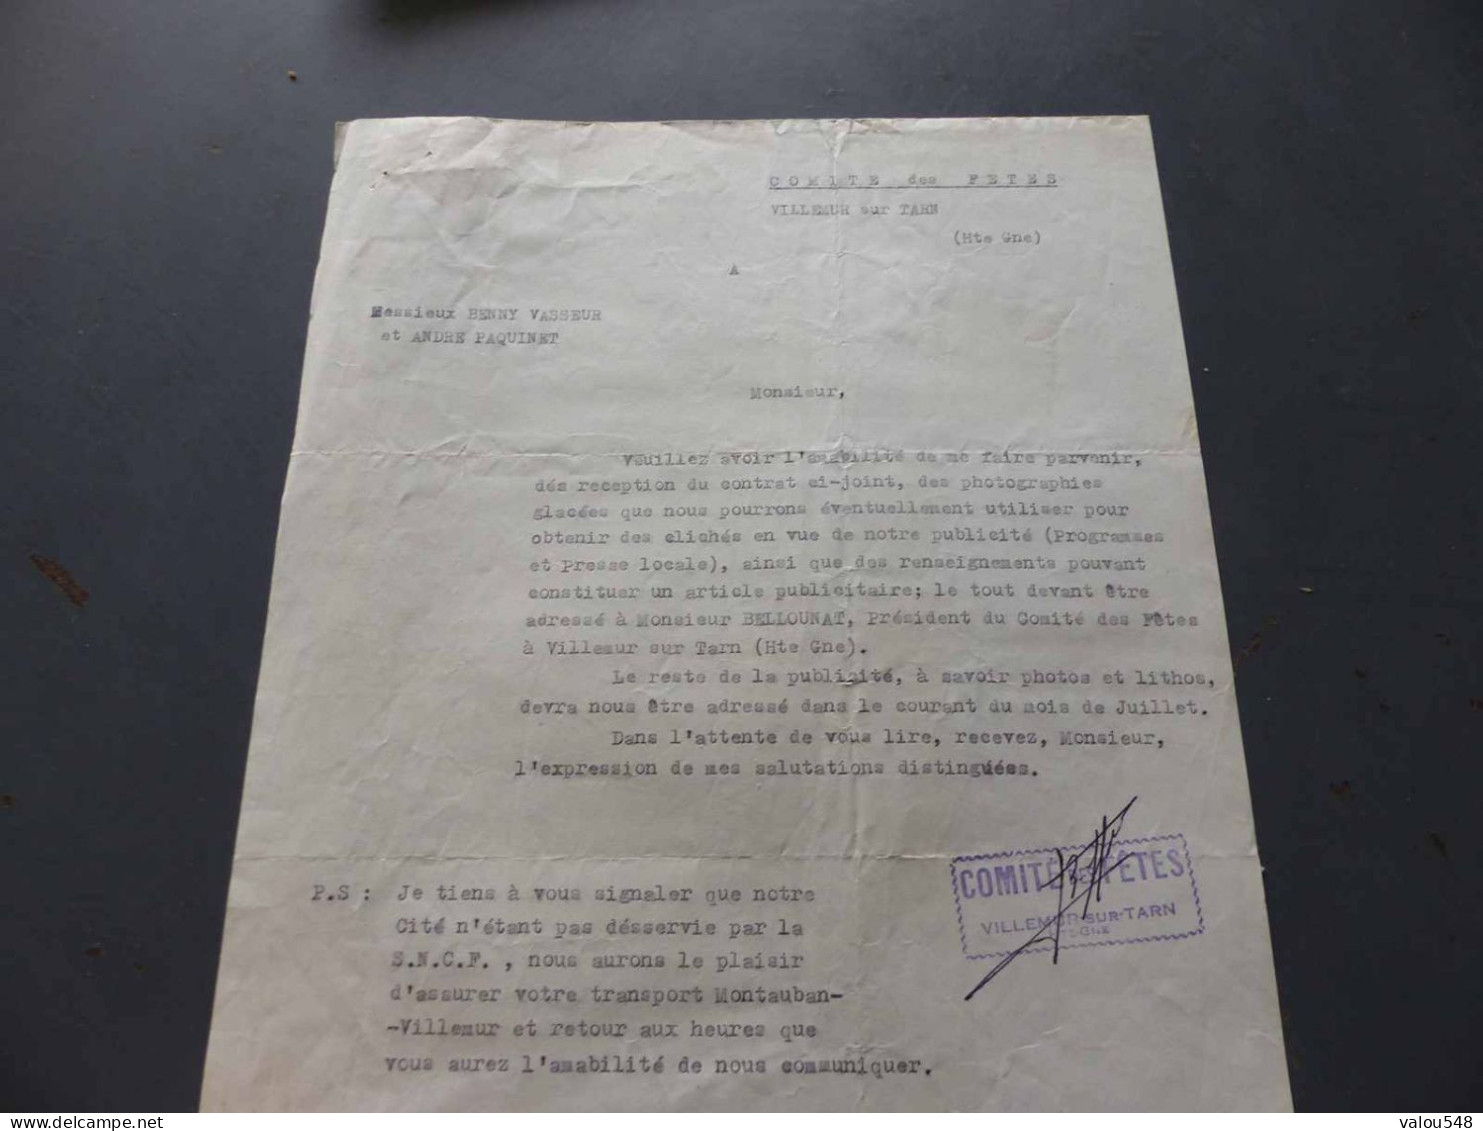 COMITE des FETES
VILLEMUR sur TARN
(Hte Gne)
A
Messieux BENNY VASSEUR
et ANDRE PAQUINET
Monsieur,
Veuillez avoir l'amabilité de me faire parvenir,
dés reception du contrat ci-joint, des photographies
glacées que nous pourrons éventuellement utiliser pour
obtenir des clichés en vue de notre publicité (Programmes
et Presse locale), ainsi que des renseignements pouvant
constituer un article publicitaire; le tout devant être
adressé à Monsieur BELLOUNAT, Président du Comité des Fêtes
à Villemur sur Tarn (Hte Gne).
Le reste de la publicité, à savoir photos et lithos,
devra nous être adressé dans le courant du mois de Juillet.
Dans l'attente de vous lire, recevez, Monsieur,
l'expression de mes salutations distinguées.
COMITÉ DES FÊTES
VILLEMUR-SUR-TARN
P.S : Je tiens à vous signaler que notre
Cité n'étant pas désservie par la
S.N.C.F. , nous aurons le plaisir
d'assurer votre transport Montauban-
-Villemur et retour aux heures que
vous aurez l'amabilité de nous communiquer.
valou548